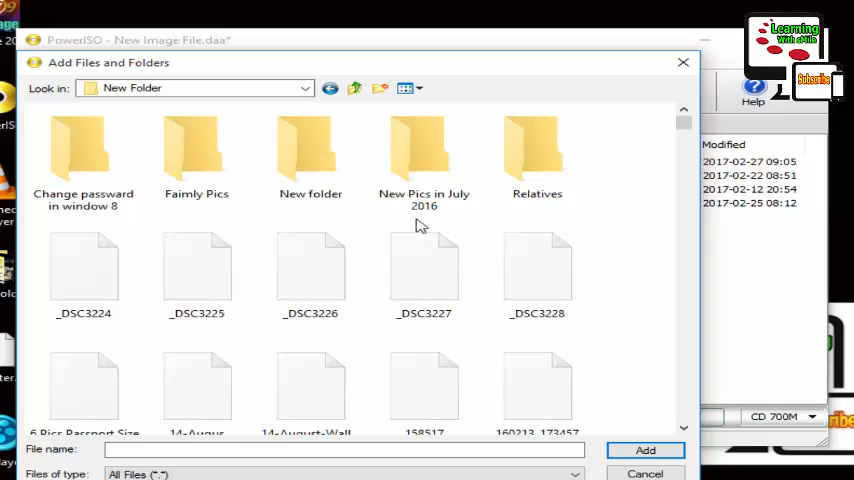 Learning
With sMile
Subscribe
PowerISO - New Image File.daa*
Add Files and Folders
Look in:
New Folder
Help
Modified
2017-02-27 09:05
2017-02-22 08:51
2017-02-12 20:54
2017-02-25 08:12
Change passward
in window 8
Faimly Pics
New folder
New Pics in July
2016
Relatives
_DSC3224
_DSC3225
_DSC3226
_DSC3227
_DSC3228
6 Pics Passport Size
14-Augus
14-August-Wall
158517
160213_173457
CD 700M
File name:
Add
Files of type:
All Files (*.*)
Cancel